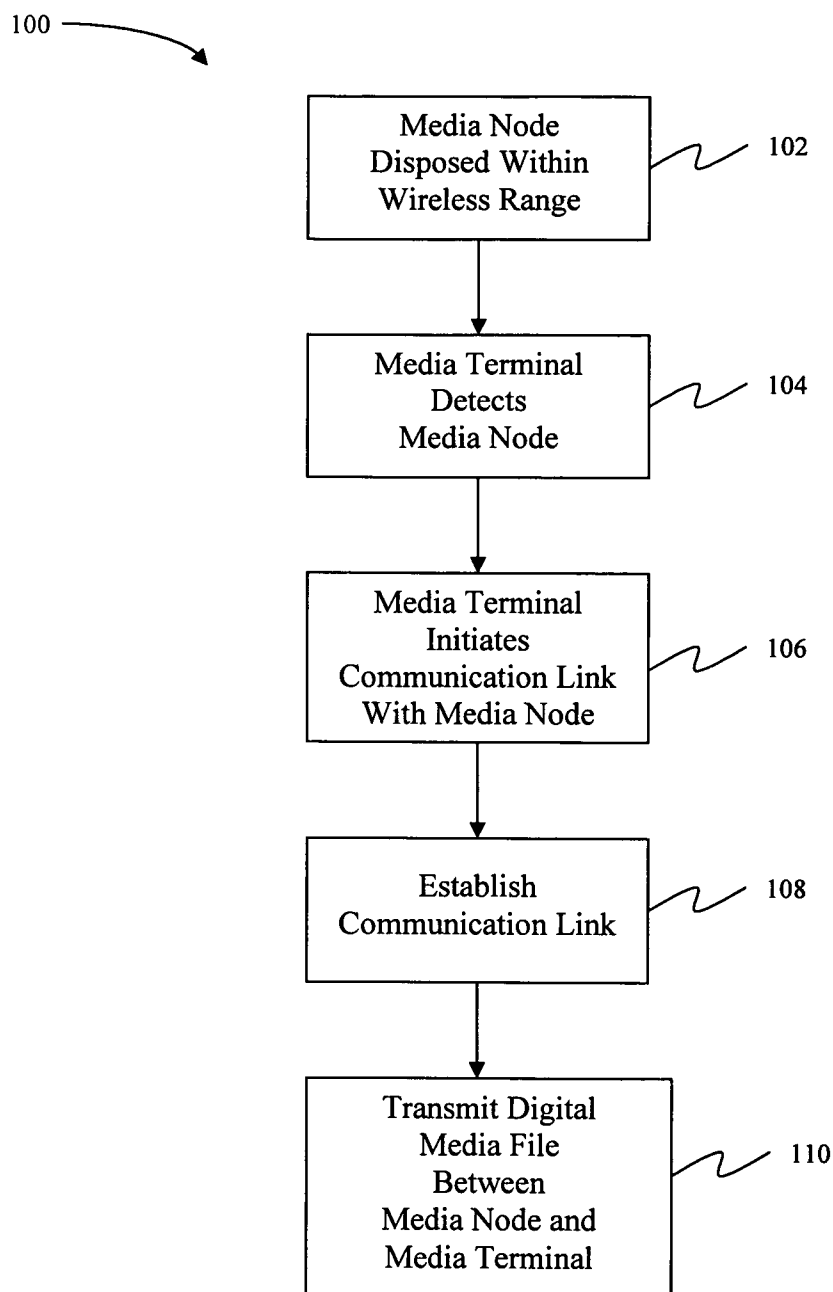 100
Media Node
Disposed Within
Wireless Range
102
Media Terminal
Detects
Media Node
104
Media Terminal
Initiates
Communication Link
With Media Node
106
Establish
Communication Link
108
Transmit Digital
Media File
Between
Media Node and
Media Terminal
110